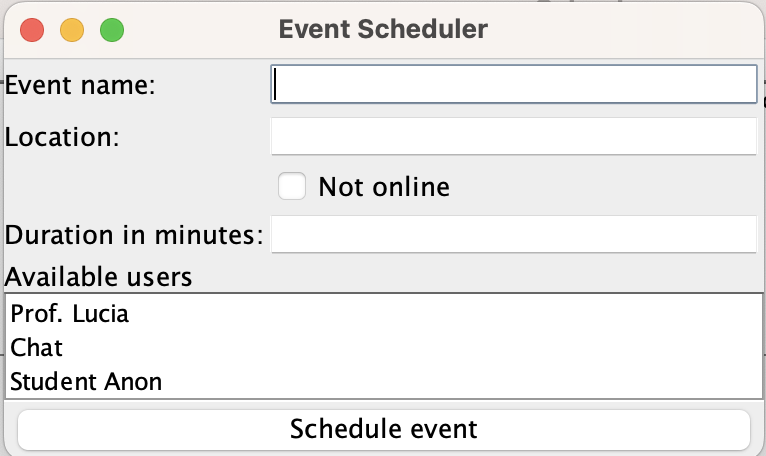 Event Scheduler
Event name:
Location:
Not online
Duration in minutes:
Available users
Prof. Lucia
Chat
Student Anon
Schedule event